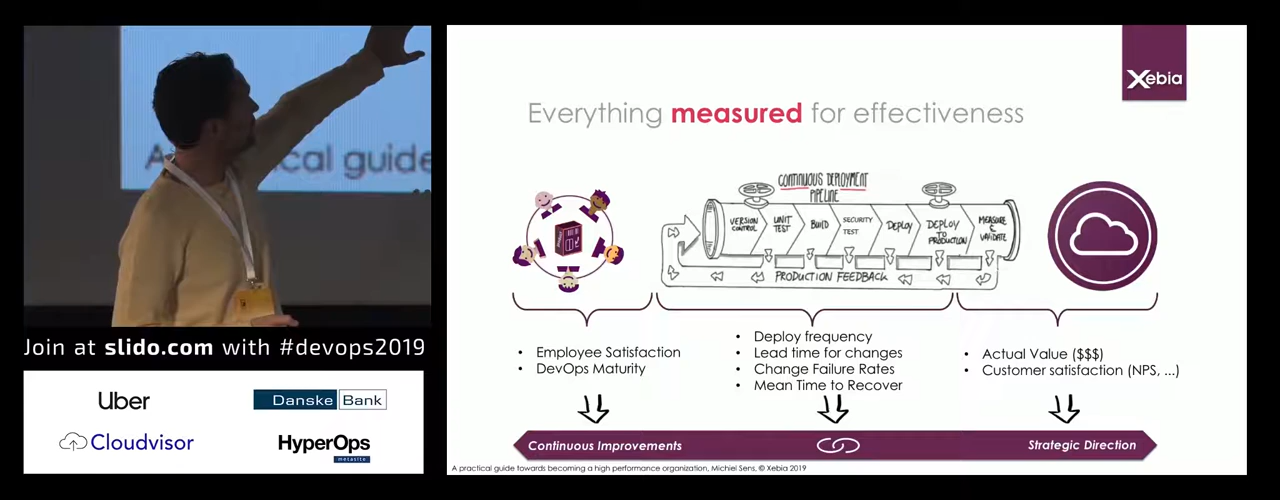 cal guide
Join at slido.com with #devops2019
Uber
Danske Bank
Cloudvisor
HyperOps
metasite
Xebia
Everything measured for effectiveness
CONTINUOUS DEPLOYMENT
PIPELINE
VERSION
CONTROL
UNIT
TEST
BUILD
SECURITY
TEST
DEPLOY
DEPLOY
TO
PRODUCTION
MEASURE
&
VALIDATE
PRODUCTION FEEDBACK
• Employee Satisfaction
• DevOps Maturity
• Deploy frequency
• Lead time for changes
• Change Failure Rates
• Mean Time to Recover
• Actual Value ($$$)
• Customer satisfaction (NPS, ...)
Continuous Improvements
Strategic Direction
A practical guide towards becoming a high performance organization, Michiel Sens, © Xebia 2019